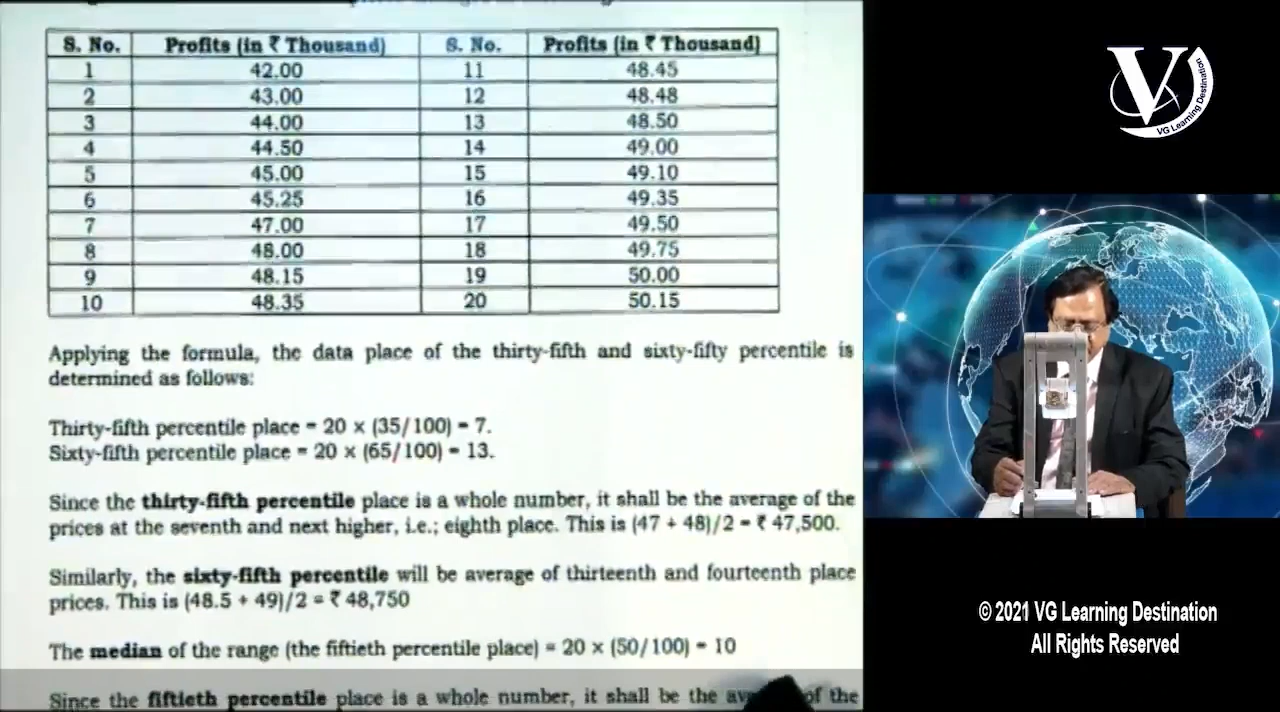 S. No. Profits (in ₹ Thousand) S. No. Profits (in ₹ Thousand)
1 42.00 11 48.45
2 43.00 12 48.48
3 44.00 13 48.50
4 44.50 14 49.00
5 45.00 15 49.10
6 45.25 16 49.35
7 47.00 17 49.50
8 48.00 18 49.75
9 48.15 19 50.00
10 48.35 20 50.15
Applying the formula, the data place of the thirty-fifth and sixty-fifty percentile is
determined as follows:
Thirty-fifth percentile place = 20 × (35/100) = 7.
Sixty-fifth percentile place = 20 × (65/100) = 13.
Since the thirty-fifth percentile place is a whole number, it shall be the average of the
prices at the seventh and next higher, i.e.; eighth place. This is (47 + 48)/2 = ₹ 47,500.
Similarly, the sixty-fifth percentile will be average of thirteenth and fourteenth place
prices. This is (48.5 + 49)/2 = ₹ 48,750
The median of the range (the fiftieth percentile place) = 20 × (50/100) = 10
Since the fiftieth percentile place is a whole number, it shall be the of the
V
VG Learning Destination
© 2021 VG Learning Destination
All Rights Reserved